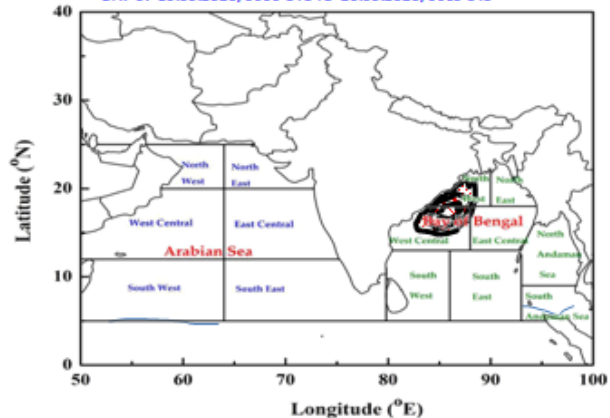 40
30
20
10
0
50
60
70
80
90
100
Latitude (°N)
Longitude (°E)
North
West
North
East
West Central
East Central
Arabian Sea
South West
South East
North
West
North
East
Bay of Bengal
West Central
East Central
South
West
South
East
North
Andaman
Sea
South
Andaman Sea